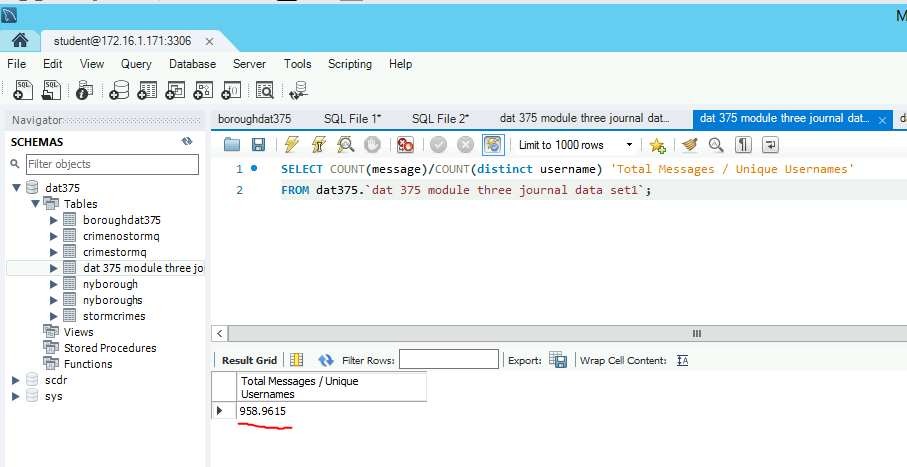 M
student@172.16.1.171:3306 ×
File Edit View Query Database Server Tools Scripting Help
Navigator
SCHEMAS
Filter objects
dat375
Tables
boroughdat375
crimenostormq
crimestormq
dat 375 module three jo
nyborough
nyboroughs
stormcrimes
Views
Stored Procedures
Functions
scdr
sys
boroughdat375 SQL File 1* SQL File 2* dat 375 module three journal dat... dat 375 module three journal dat... × da
Limit to 1000 rows
1 SELECT COUNT(message)/COUNT(distinct username) 'Total Messages / Unique Usernames'
2 FROM dat375.`dat 375 module three journal data set1`;
Result Grid Filter Rows: Export: Wrap Cell Content:
Total Messages / Unique
Usernames
958.9615